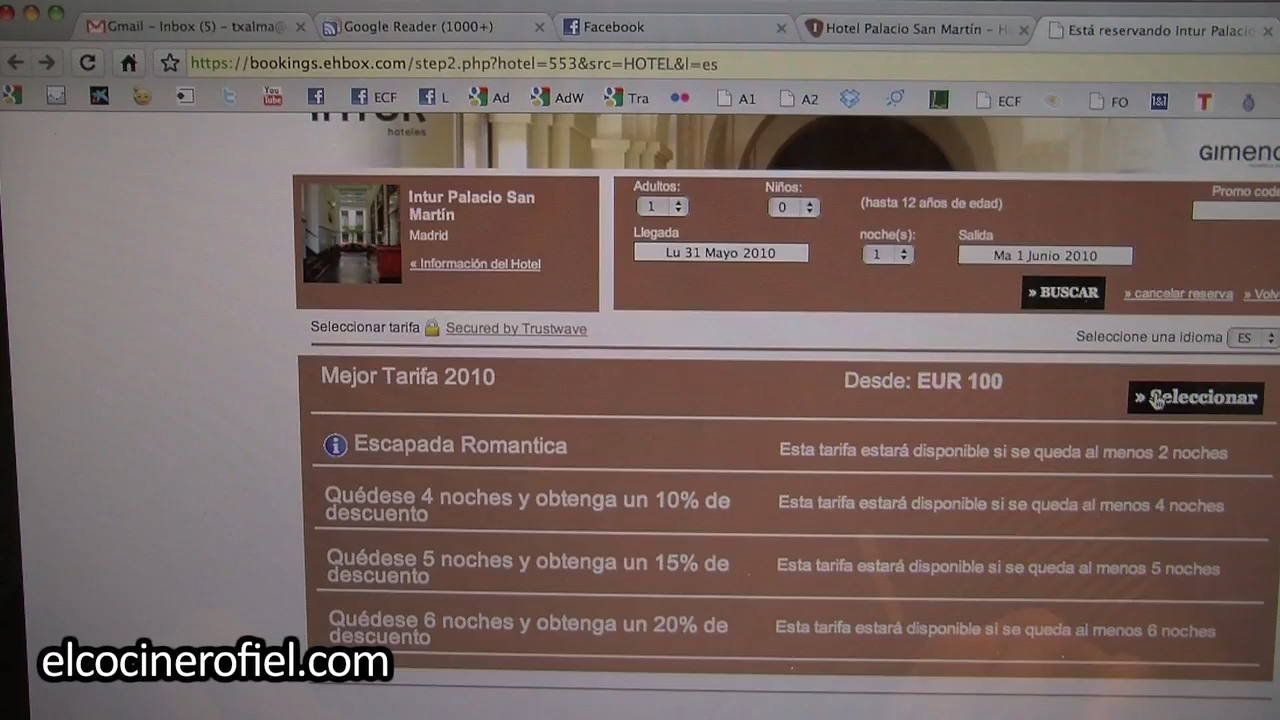 Gmail – Inbox (5) – txalma@
Google Reader (1000+)
Facebook
Hotel Palacio San Martín – H
Está reservando Intur Palacio
https://bookings.ehbox.com/step2.php?hotel=553&src=HOTEL&l=es
You
Tube
ECF
L
Ad
AdW
Tra
A1
A2
ECF
FO
1&1
T
INTUR
hoteles
GIMENO
Intur Palacio San
Martín
Madrid
« Información del Hotel
Adultos:
1
Niños:
0
(hasta 12 años de edad)
Promo code
Llegada
Lu 31 Mayo 2010
noche(s):
1
Salida
Ma 1 Junio 2010
» BUSCAR
» cancelar reserva
» Volv
Seleccionar tarifa
Secured by Trustwave
Seleccione una idioma
ES
Mejor Tarifa 2010
Desde: EUR 100
» Seleccionar
i Escapada Romantica
Esta tarifa estará disponible si se queda al menos 2 noches
Quédese 4 noches y obtenga un 10% de
descuento
Esta tarifa estará disponible si se queda al menos 4 noches
Quédese 5 noches y obtenga un 15% de
descuento
Esta tarifa estará disponible si se queda al menos 5 noches
Quédese 6 noches y obtenga un 20% de
descuento
Esta tarifa estará disponible si se queda al menos 6 noches
elcocinerofiel.com